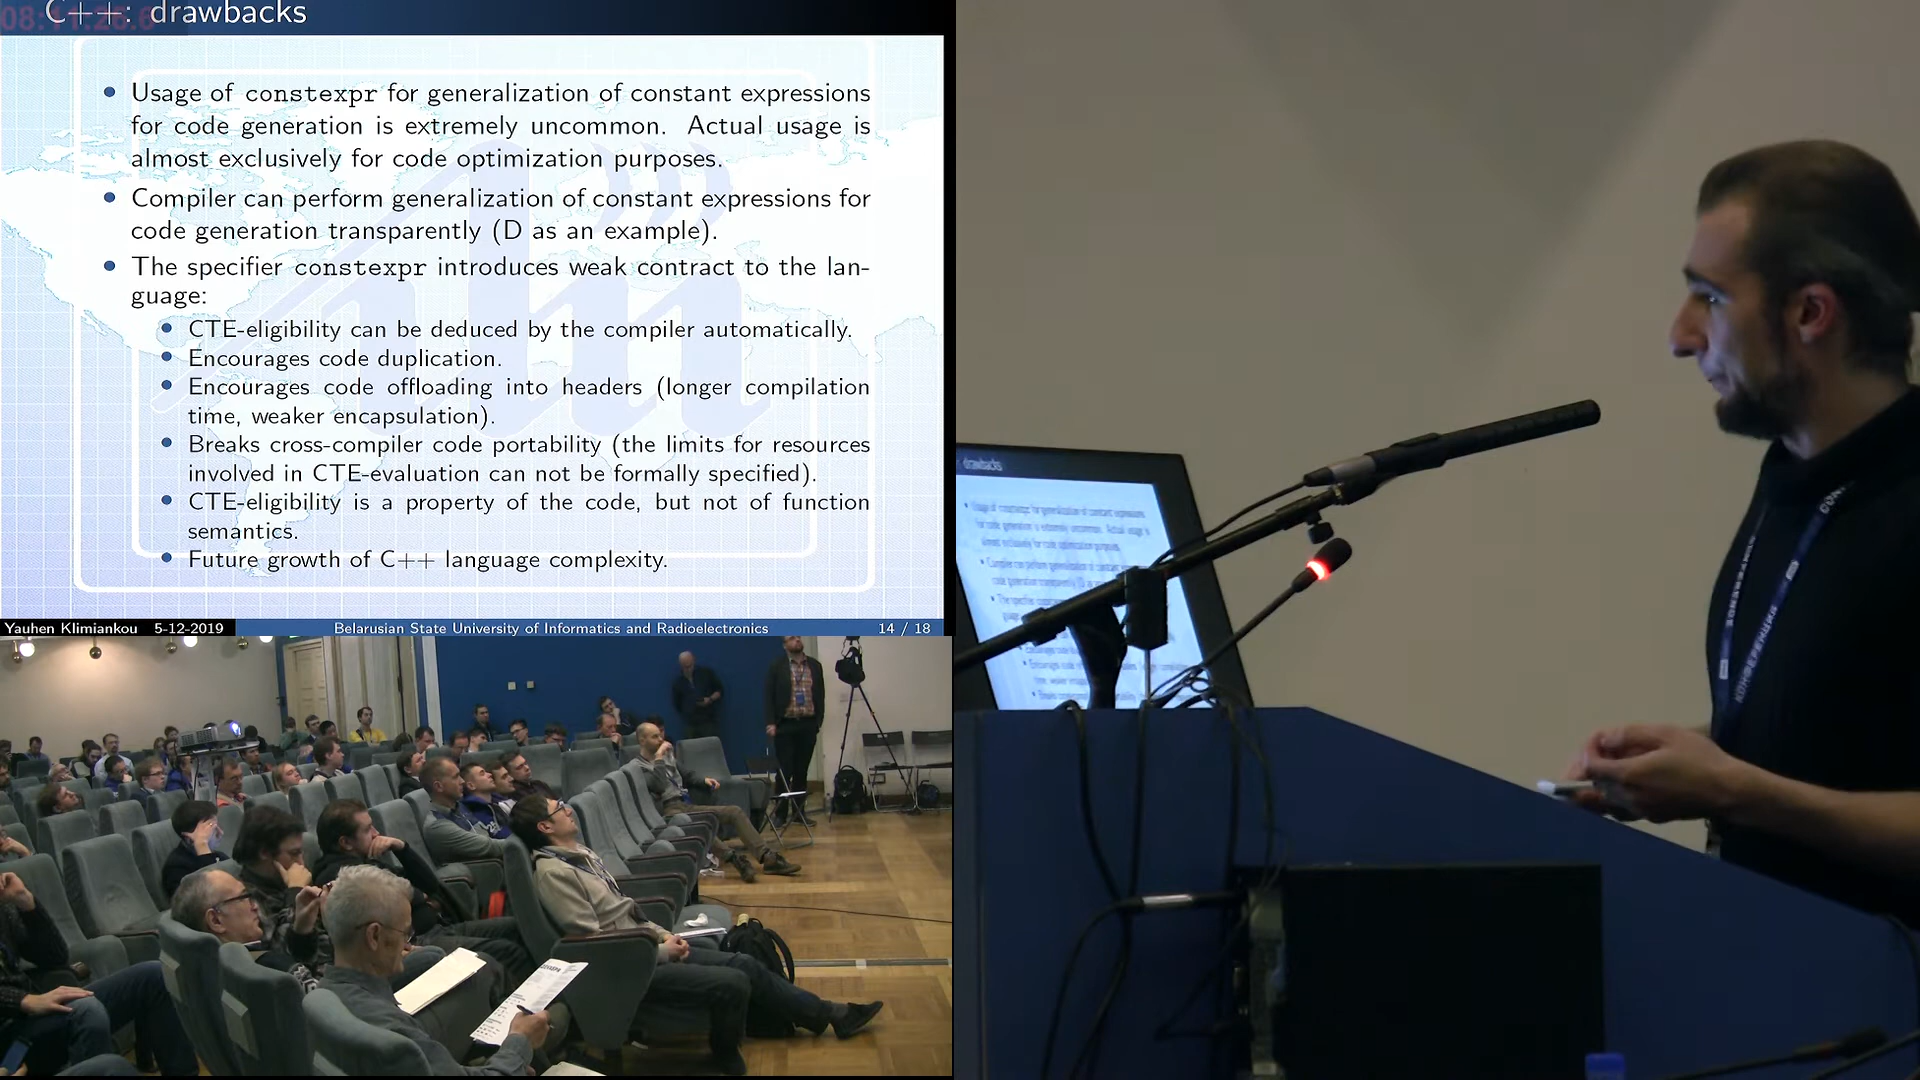 C++: drawbacks
08:11:26.6
• Usage of constexpr for generalization of constant expressions
for code generation is extremely uncommon. Actual usage is
almost exclusively for code optimization purposes.
• Compiler can perform generalization of constant expressions for
code generation transparently (D as an example).
• The specifier constexpr introduces weak contract to the lan-
guage:
• CTE-eligibility can be deduced by the compiler automatically.
• Encourages code duplication.
• Encourages code offloading into headers (longer compilation
time, weaker encapsulation).
• Breaks cross-compiler code portability (the limits for resources
involved in CTE-evaluation can not be formally specified).
• CTE-eligibility is a property of the code, but not of function
semantics.
• Future growth of C++ language complexity.
Yauhen Klimiankou 5-12-2019 Belarusian State University of Informatics and Radioelectronics 14 / 18
drawbacks